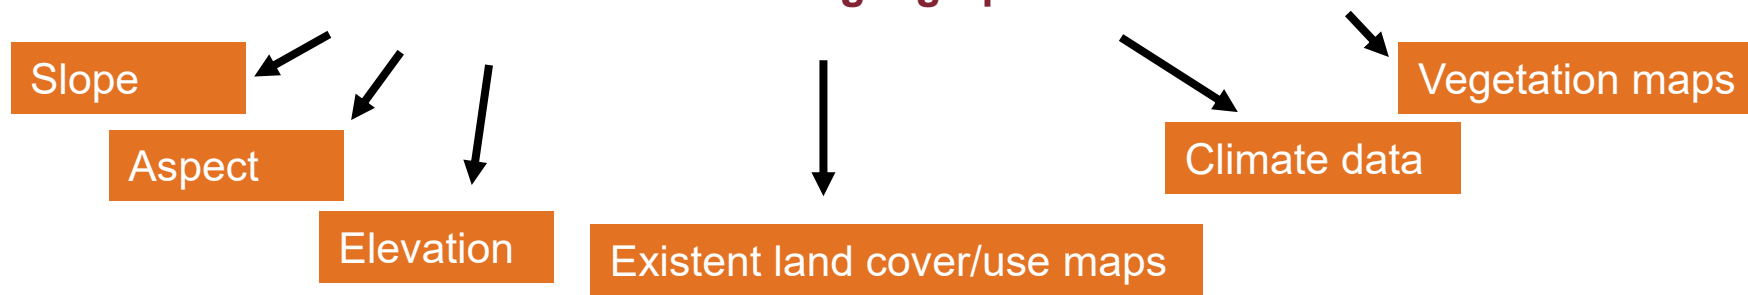 Slope
Vegetation maps
Aspect
Climate data
Elevation
Existent land cover/use maps